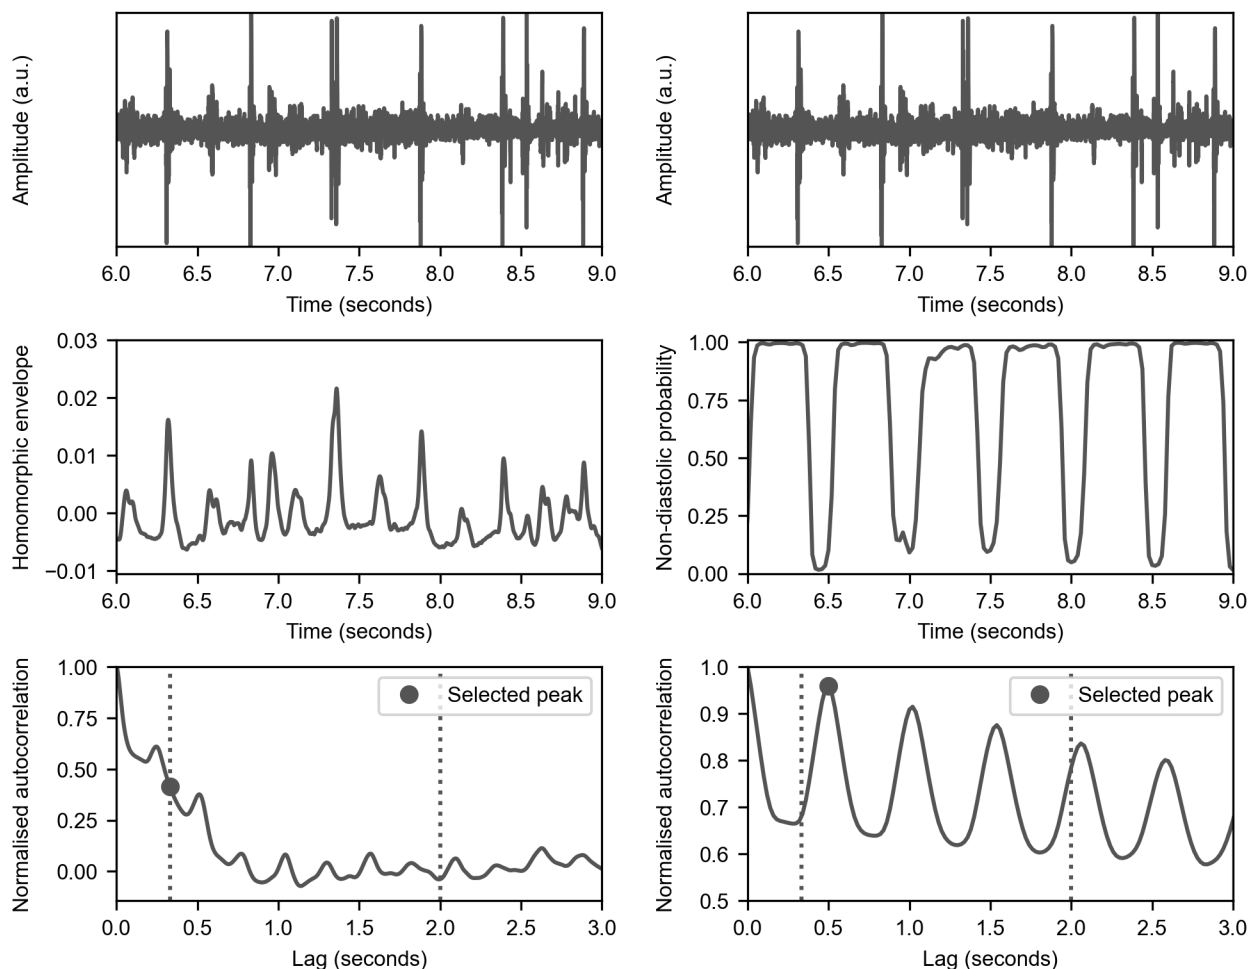 Amplitude (a.u.)
6.0 6.5 7.0 7.5 8.0 8.5 9.0
Time (seconds)
Amplitude (a.u.)
6.0 6.5 7.0 7.5 8.0 8.5 9.0
Time (seconds)
Homomorphic envelope
0.03
0.02
0.01
0.00
−0.01
6.0 6.5 7.0 7.5 8.0 8.5 9.0
Time (seconds)
Non-diastolic probability
1.00
0.75
0.50
0.25
0.00
6.0 6.5 7.0 7.5 8.0 8.5 9.0
Time (seconds)
Normalised autocorrelation
1.00
0.75
0.50
0.25
0.00
Selected peak
0.0 0.5 1.0 1.5 2.0 2.5 3.0
Lag (seconds)
Normalised autocorrelation
1.0
0.9
0.8
0.7
0.6
0.5
Selected peak
0.0 0.5 1.0 1.5 2.0 2.5 3.0
Lag (seconds)